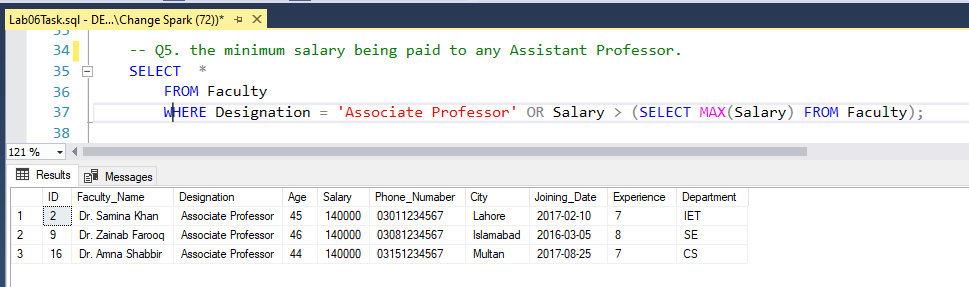 Lab06Task.sql - DE...\Change Spark (72))*
34 -- Q5. the minimum salary being paid to any Assistant Professor.
35 SELECT *
36 FROM Faculty
37 WHERE Designation = 'Associate Professor' OR Salary > (SELECT MAX(Salary) FROM Faculty);
38
121 %
Results Messages
ID Faculty_Name Designation Age Salary Phone_Numaber City Joining_Date Experience Department
1 2 Dr. Samina Khan Associate Professor 45 140000 03011234567 Lahore 2017-02-10 7 IET
2 9 Dr. Zainab Farooq Associate Professor 46 140000 03081234567 Islamabad 2016-03-05 8 SE
3 16 Dr. Amna Shabbir Associate Professor 44 140000 03151234567 Multan 2017-08-25 7 CS